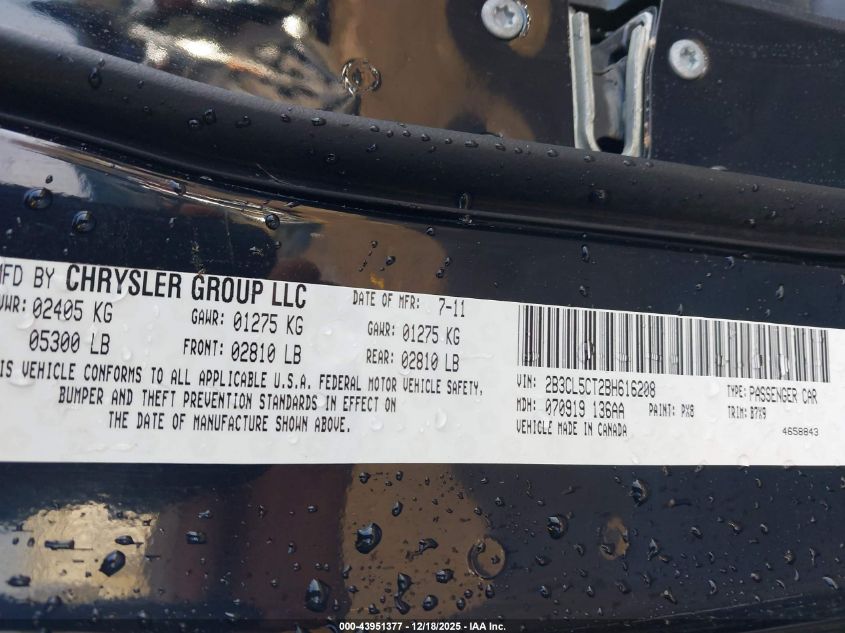 MFD BY CHRYSLER GROUP LLC DATE OF MFR: 7-11
GVWR: 02405 KG GAWR: 01275 KG GAWR: 01275 KG
05300 LB FRONT: 02810 LB REAR: 02810 LB
THIS VEHICLE CONFORMS TO ALL APPLICABLE U.S.A. FEDERAL MOTOR VEHICLE SAFETY,
BUMPER AND THEFT PREVENTION STANDARDS IN EFFECT ON
THE DATE OF MANUFACTURE SHOWN ABOVE.
VIN: 2B3CL5CT2BH616208 TYPE: PASSENGER CAR
MDH: 070919 136AA PAINT: PX8 TRIM: B7X9
VEHICLE MADE IN CANADA 4658843
000-43951377 - 12/18/2025 - IAA Inc.